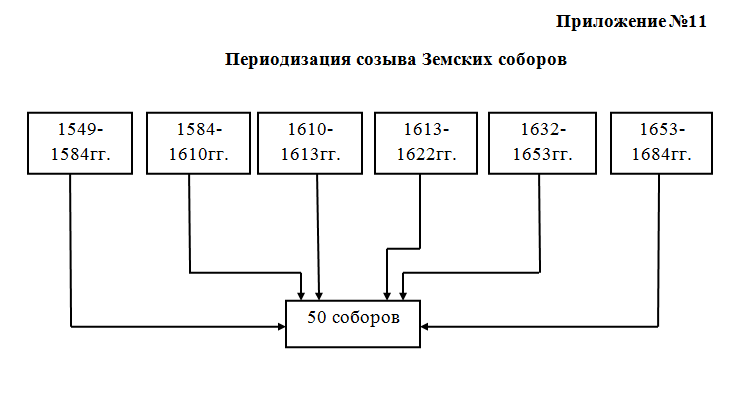 Приложение №11
Периодизация созыва Земских соборов
1549-
1584гг.
1584-
1610гг.
1610-
1613гг.
1613-
1622гг.
1632-
1653гг.
1653-
1684гг.
50 соборов